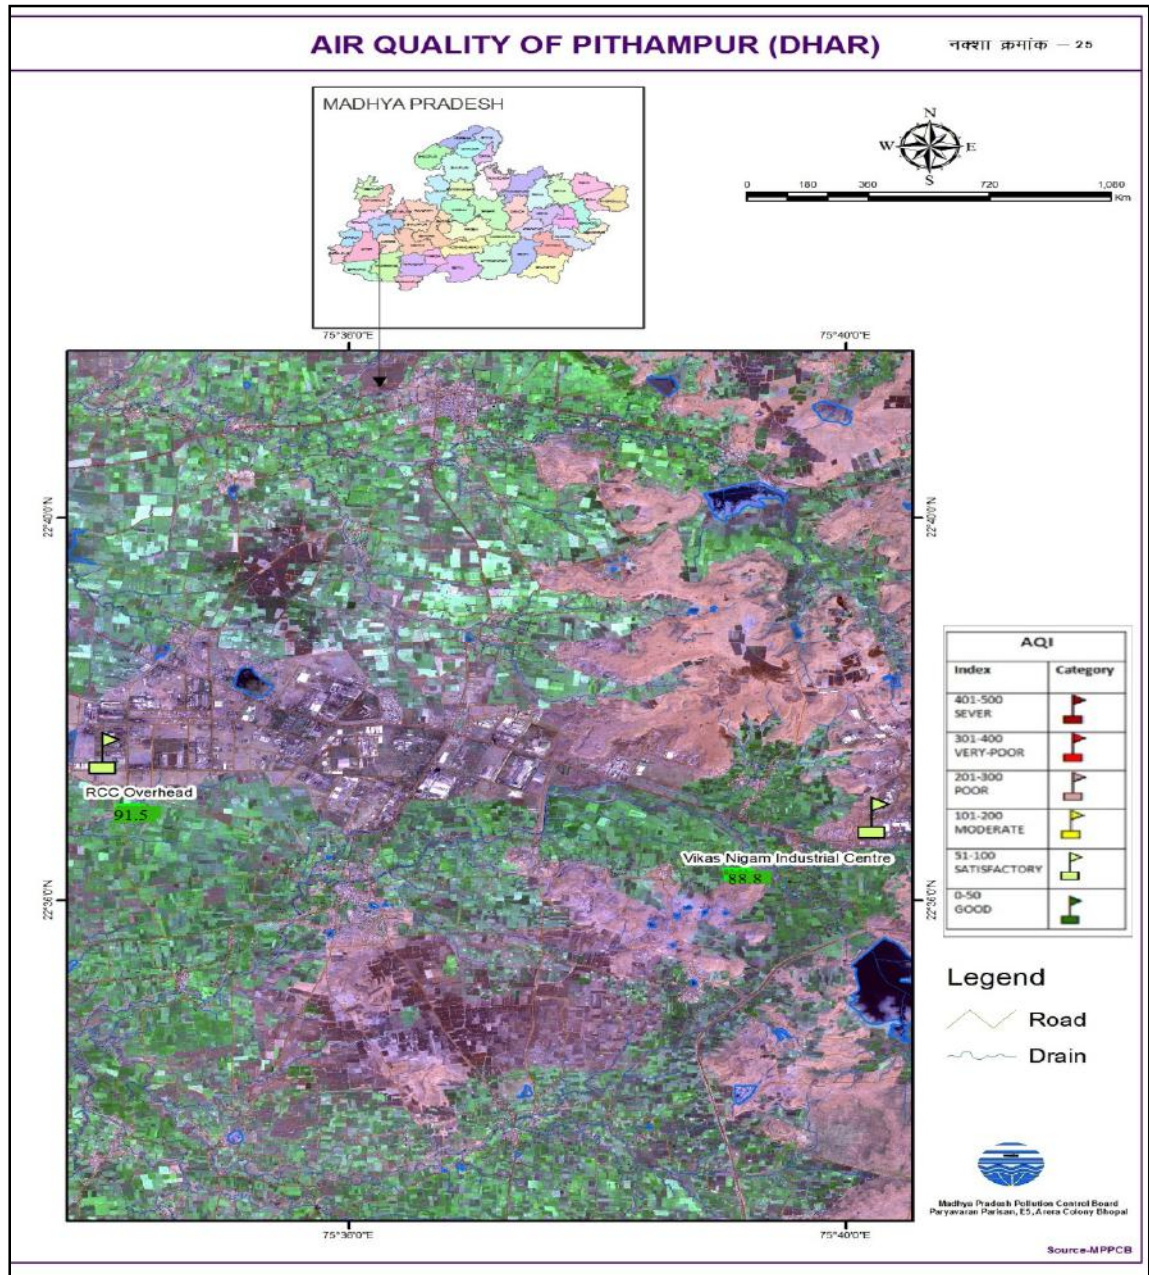 AIR QUALITY OF PITHAMPUR (DHAR)
नक्शा क्रमांक – 25
MADHYA PRADESH
N
W E
S
0 180 360 720 1,080
Km
75°36'0"E 75°40'0"E
22°40'0"N 22°40'0"N
RCC Overhead
91.5
Vikas Nigam Industrial Centre
88.8
22°36'0"N 22°36'0"N
75°36'0"E 75°40'0"E
AQI
Index Category
401-500
SEVER
301-400
VERY-POOR
201-300
POOR
101-200
MODERATE
51-100
SATISFACTORY
0-50
GOOD
Legend
Road
Drain
Madhya Pradesh Pollution Control Board
Paryavaran Parisan, E5, Arera Colony Bhopal
Source-MPPCB